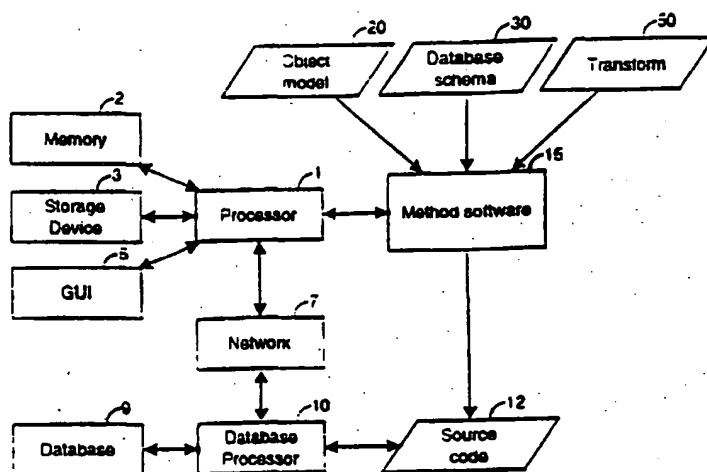 20
30
50
Object
model
Database
schema
Transform
2
Memory
3
Storage
Device
1
Processor
15
Method software
5
GUI
7
Network
9
Database
10
Database
Processor
12
Source
code